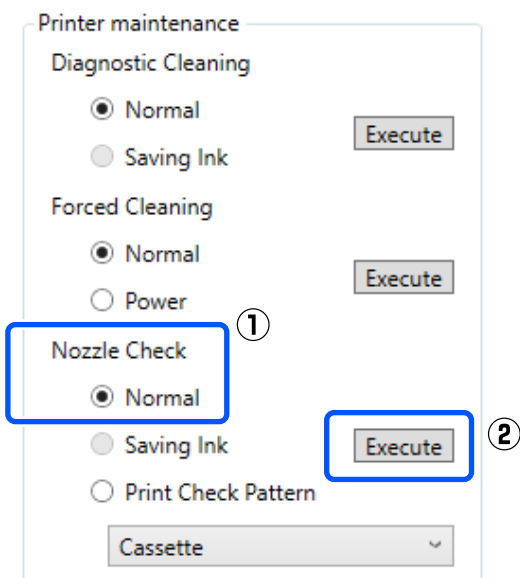 Printer maintenance
Diagnostic Cleaning
Normal
Execute
Saving Ink
Forced Cleaning
Normal
Execute
Power
①
Nozzle Check
Normal
Saving Ink
Execute
②
Print Check Pattern
Cassette